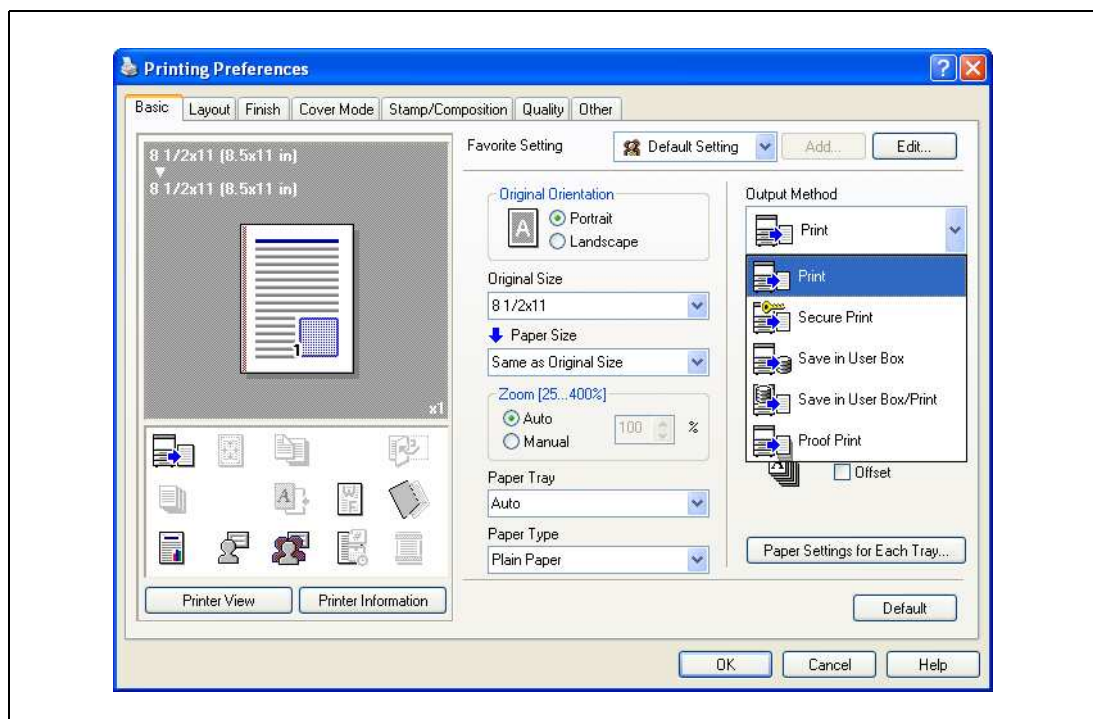 Printing Preferences
Basic
Layout
Finish
Cover Mode
Stamp/Composition
Quality
Other
8 1/2x11 (8.5x11 in)
8 1/2x11 (8.5x11 in)
1
x1
Printer View
Printer Information
Favorite Setting
Default Setting
Add...
Edit...
Original Orientation
A
Portrait
Landscape
Original Size
8 1/2x11
Paper Size
Same as Original Size
Zoom [25...400%]
Auto
Manual
100
%
Paper Tray
Auto
Paper Type
Plain Paper
Output Method
Print
Print
Secure Print
Save in User Box
Save in User Box/Print
Proof Print
Offset
Paper Settings for Each Tray...
Default
OK
Cancel
Help